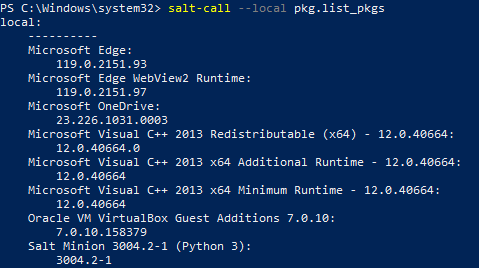 PS C:\Windows\system32> salt-call --local pkg.list_pkgs
local:
----------
Microsoft Edge:
119.0.2151.93
Microsoft Edge WebView2 Runtime:
119.0.2151.97
Microsoft OneDrive:
23.226.1031.0003
Microsoft Visual C++ 2013 Redistributable (x64) - 12.0.40664:
12.0.40664.0
Microsoft Visual C++ 2013 x64 Additional Runtime - 12.0.40664:
12.0.40664
Microsoft Visual C++ 2013 x64 Minimum Runtime - 12.0.40664:
12.0.40664
Oracle VM VirtualBox Guest Additions 7.0.10:
7.0.10.158379
Salt Minion 3004.2-1 (Python 3):
3004.2-1